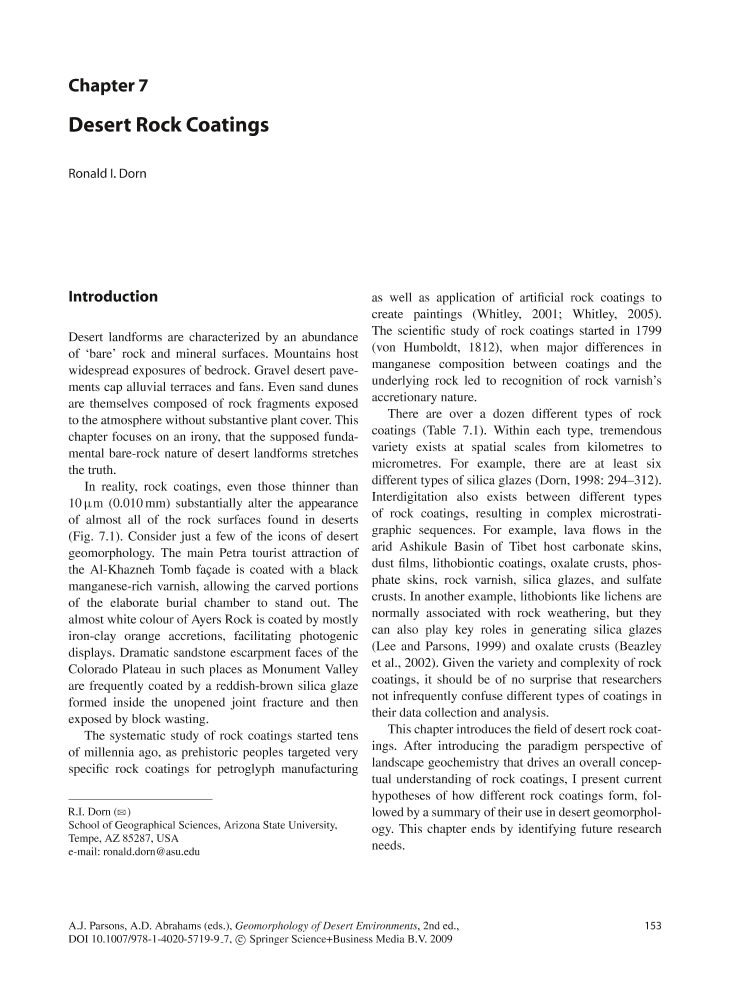 Chapter 7
Desert Rock Coatings
Ronald I. Dorn
Introduction
Desert landforms are characterized by an abundance
of ‘bare’ rock and mineral surfaces. Mountains host
widespread exposures of bedrock. Gravel desert pave-
ments cap alluvial terraces and fans. Even sand dunes
are themselves composed of rock fragments exposed
to the atmosphere without substantive plant cover. This
chapter focuses on an irony, that the supposed funda-
mental bare-rock nature of desert landforms stretches
the truth.
In reality, rock coatings, even those thinner than
10 μm (0.010 mm) substantially alter the appearance
of almost all of the rock surfaces found in deserts
(Fig. 7.1). Consider just a few of the icons of desert
geomorphology. The main Petra tourist attraction of
the Al-Khazneh Tomb façade is coated with a black
manganese-rich varnish, allowing the carved portions
of the elaborate burial chamber to stand out. The
almost white colour of Ayers Rock is coated by mostly
iron-clay orange accretions, facilitating photogenic
displays. Dramatic sandstone escarpment faces of the
Colorado Plateau in such places as Monument Valley
are frequently coated by a reddish-brown silica glaze
formed inside the unopened joint fracture and then
exposed by block wasting.
The systematic study of rock coatings started tens
of millennia ago, as prehistoric peoples targeted very
specific rock coatings for petroglyph manufacturing
R.I. Dorn (✉)
School of Geographical Sciences, Arizona State University,
Tempe, AZ 85287, USA
e-mail: ronald.dorn@asu.edu
as well as application of artificial rock coatings to
create paintings (Whitley, 2001; Whitley, 2005).
The scientific study of rock coatings started in 1799
(von Humboldt, 1812), when major differences in
manganese composition between coatings and the
underlying rock led to recognition of rock varnish’s
accretionary nature.
There are over a dozen different types of rock
coatings (Table 7.1). Within each type, tremendous
variety exists at spatial scales from kilometres to
micrometres. For example, there are at least six
different types of silica glazes (Dorn, 1998: 294–312).
Interdigitation also exists between different types
of rock coatings, resulting in complex microstrati-
graphic sequences. For example, lava flows in the
arid Ashikule Basin of Tibet host carbonate skins,
dust films, lithobiontic coatings, oxalate crusts, phos-
phate skins, rock varnish, silica glazes, and sulfate
crusts. In another example, lithobionts like lichens are
normally associated with rock weathering, but they
can also play key roles in generating silica glazes
(Lee and Parsons, 1999) and oxalate crusts (Beazley
et al., 2002). Given the variety and complexity of rock
coatings, it should be of no surprise that researchers
not infrequently confuse different types of coatings in
their data collection and analysis.
This chapter introduces the field of desert rock coat-
ings. After introducing the paradigm perspective of
landscape geochemistry that drives an overall concep-
tual understanding of rock coatings, I present current
hypotheses of how different rock coatings form, fol-
lowed by a summary of their use in desert geomorphol-
ogy. This chapter ends by identifying future research
needs.
A.J. Parsons, A.D. Abrahams (eds.), Geomorphology of Desert Environments, 2nd ed.,
DOI 10.1007/978-1-4020-5719-9_7, © Springer Science+Business Media B.V. 2009
153